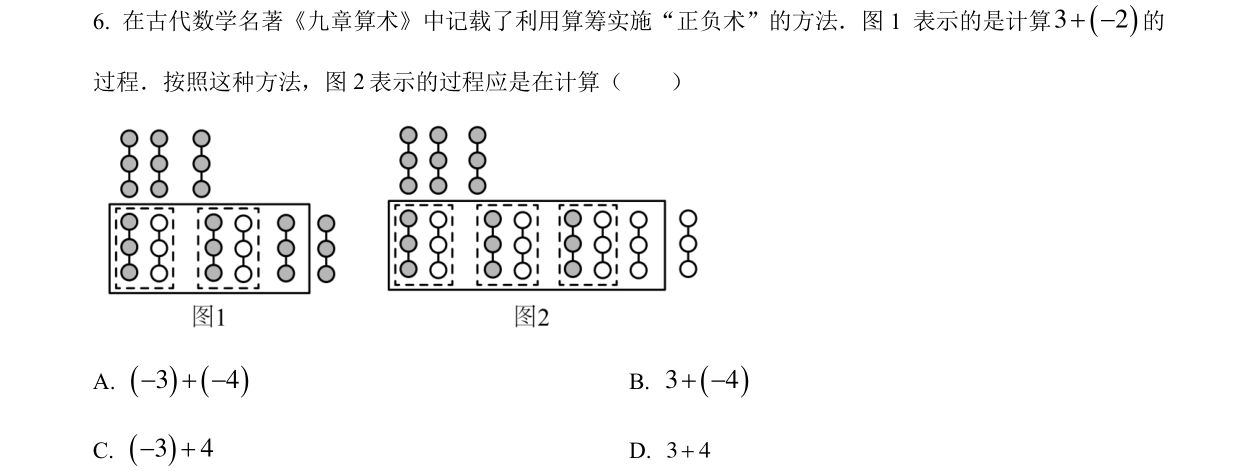 6. 在古代数学名著《九章算术》中记载了利用算筹实施“正负术”的方法．图 1 表示的是计算3+(−2)的
过程．按照这种方法，图 2 表示的过程应是在计算（　　）
图1 图2
A. (−3)+(−4) B. 3+(−4)
C. (−3)+4 D. 3+4